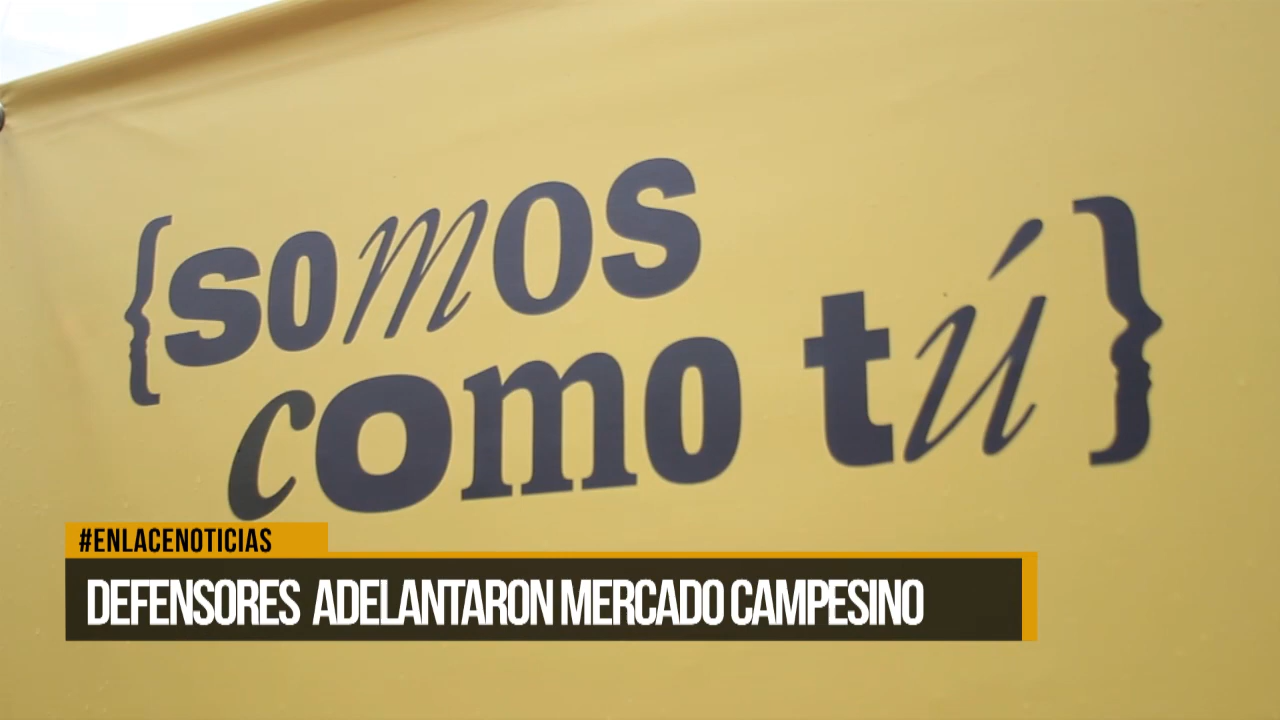 {somos
como tú}
#ENLACENOTICIAS
DEFENSORES ADELANTARON MERCADO CAMPESINO